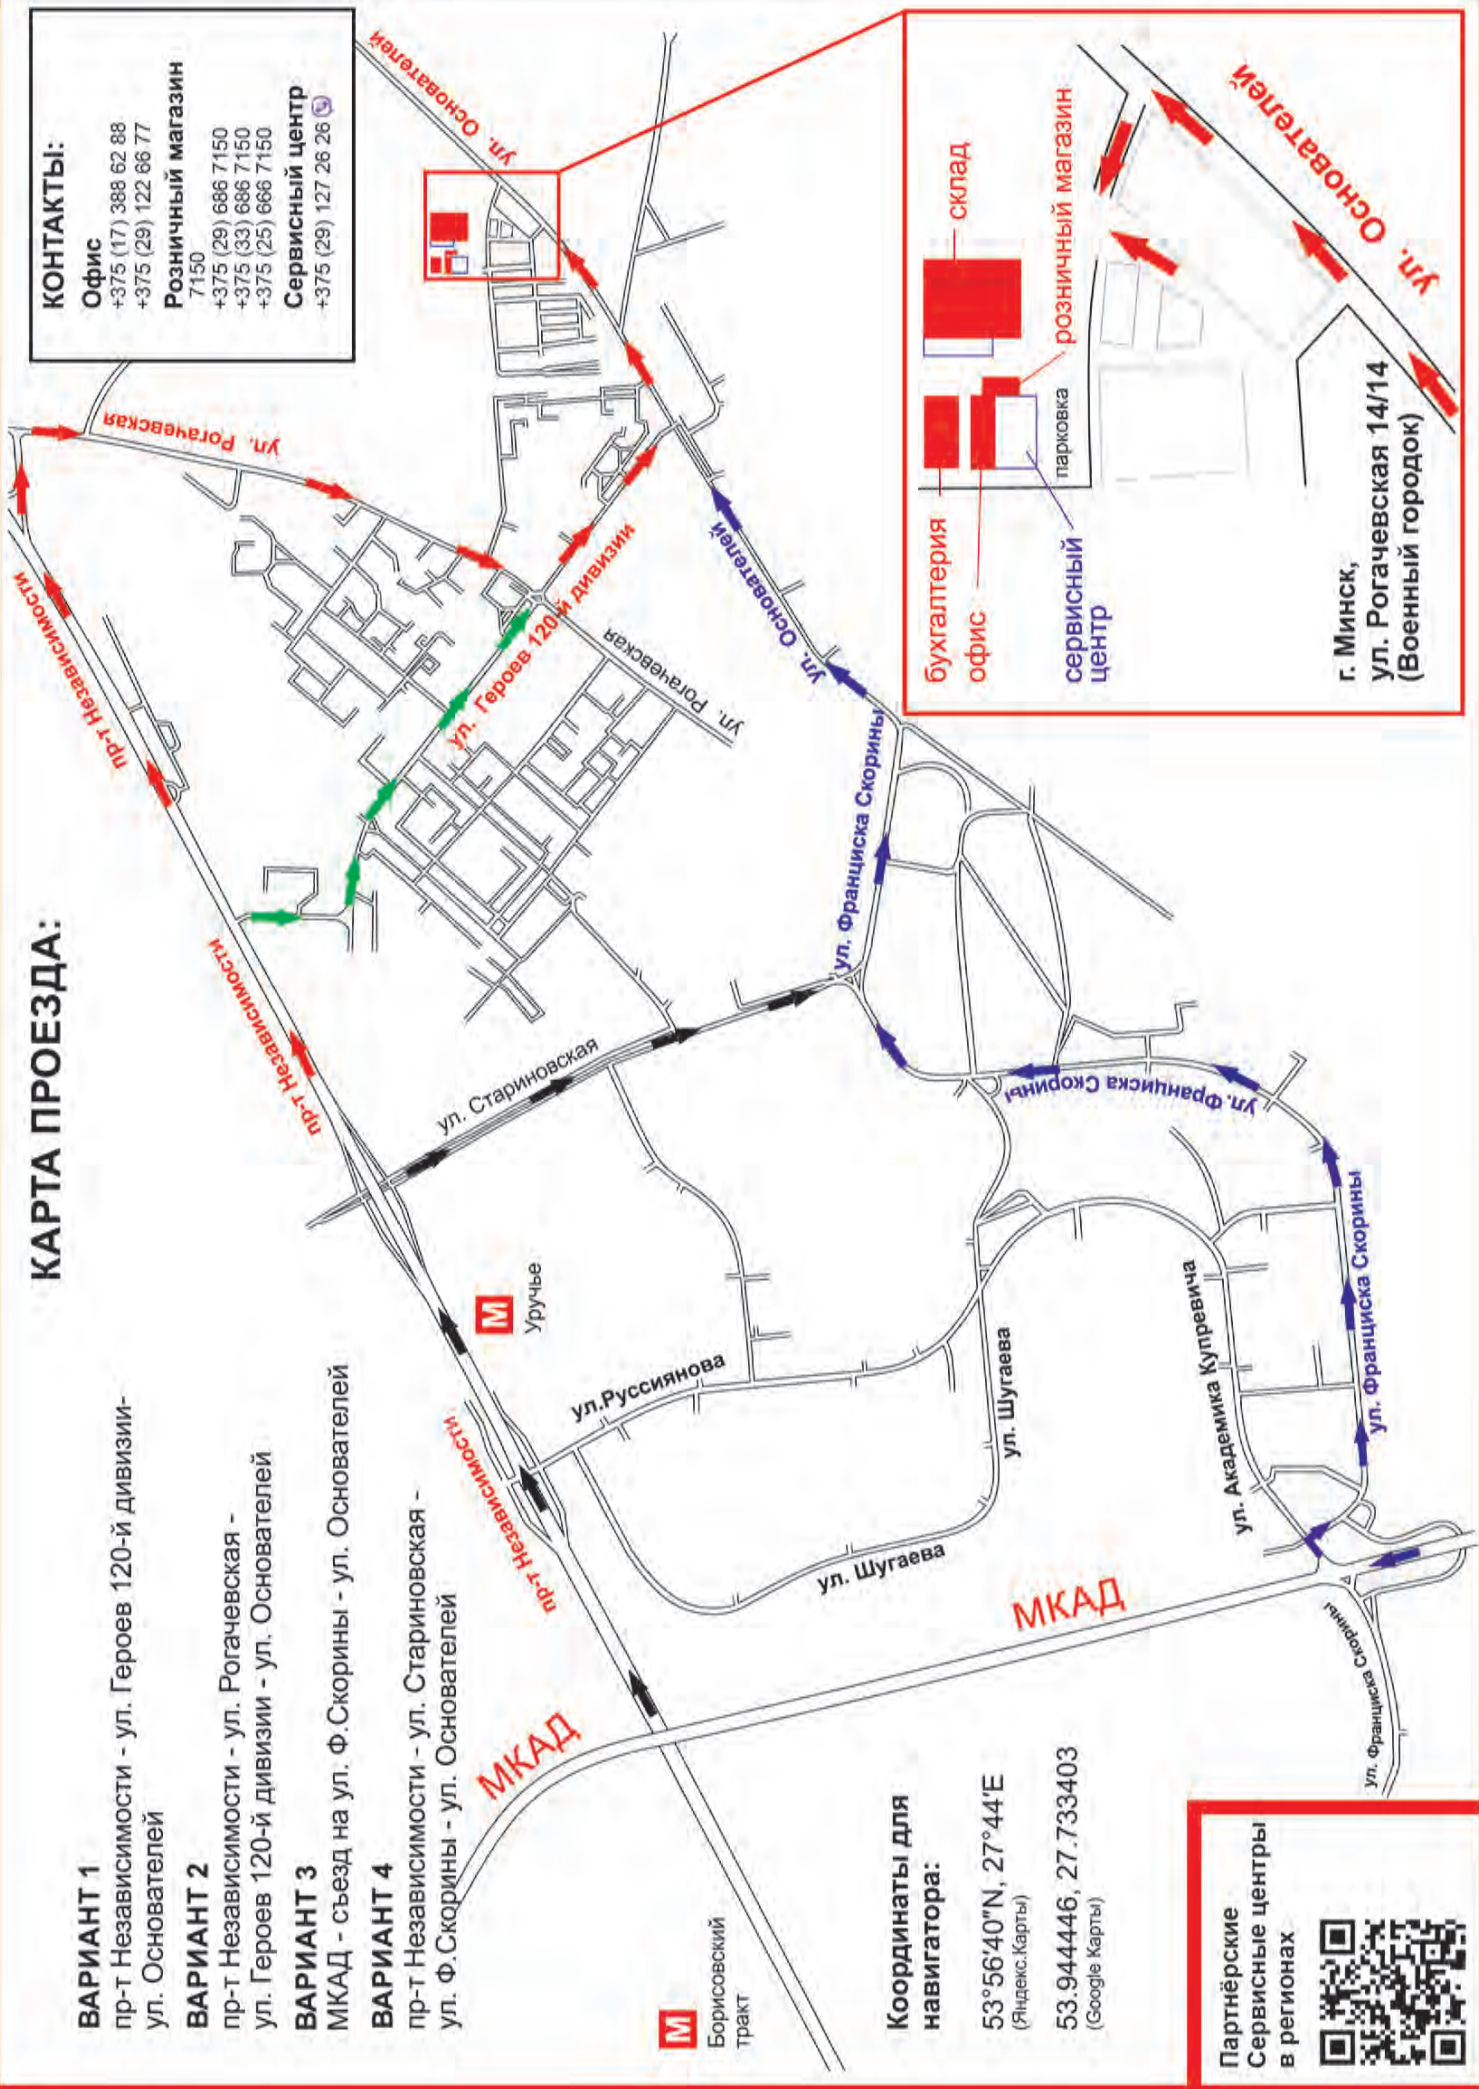 КАРТА ПРОЕЗДА:
ВАРИАНТ 1
пр-т Независимости - ул. Героев 120-й дивизии-
ул. Основателей
ВАРИАНТ 2
пр-т Независимости - ул. Рогачевская -
ул. Героев 120-й дивизии - ул. Основателей
ВАРИАНТ 3
МКАД - съезд на ул. Ф.Скорины - ул. Основателей
ВАРИАНТ 4
пр-т Независимости - ул. Стариновская -
ул. Ф.Скорины - ул. Основателей
КОНТАКТЫ:
Офис
+375 (17) 388 62 88
+375 (29) 122 66 77
Розничный магазин
7150
+375 (29) 686 7150
+375 (33) 686 7150
+375 (25) 666 7150
Сервисный центр
+375 (29) 127 26 26
пр-т Независимости
пр-т Независимости
пр-т Независимости
ул. Рогачевская
ул. Основателей
ул. Героев 120-й дивизии
ул. Рогачевская
ул. Стариновская
М
Уручье
ул.Руссиянова
ул. Основателей
ул. Франциска Скорины
ул.Франциска Скорины
ул. Франциска Скорины
ул. Шугаева
ул. Шугаева
ул. Академика Купревича
МКАД
МКАД
ул. Франциска Скорины
М
Борисовский
тракт
Координаты для
навигатора:
53°56'40"N, 27°44'E
(Яндекс.Карты)
53.944446, 27.733403
(Google Карты)
бухгалтерия
офис
склад
розничный магазин
парковка
сервисный
центр
ул. Основателей
г. Минск,
ул. Рогачевская 14/14
(Военный городок)
Партнёрские
Сервисные центры
в регионах